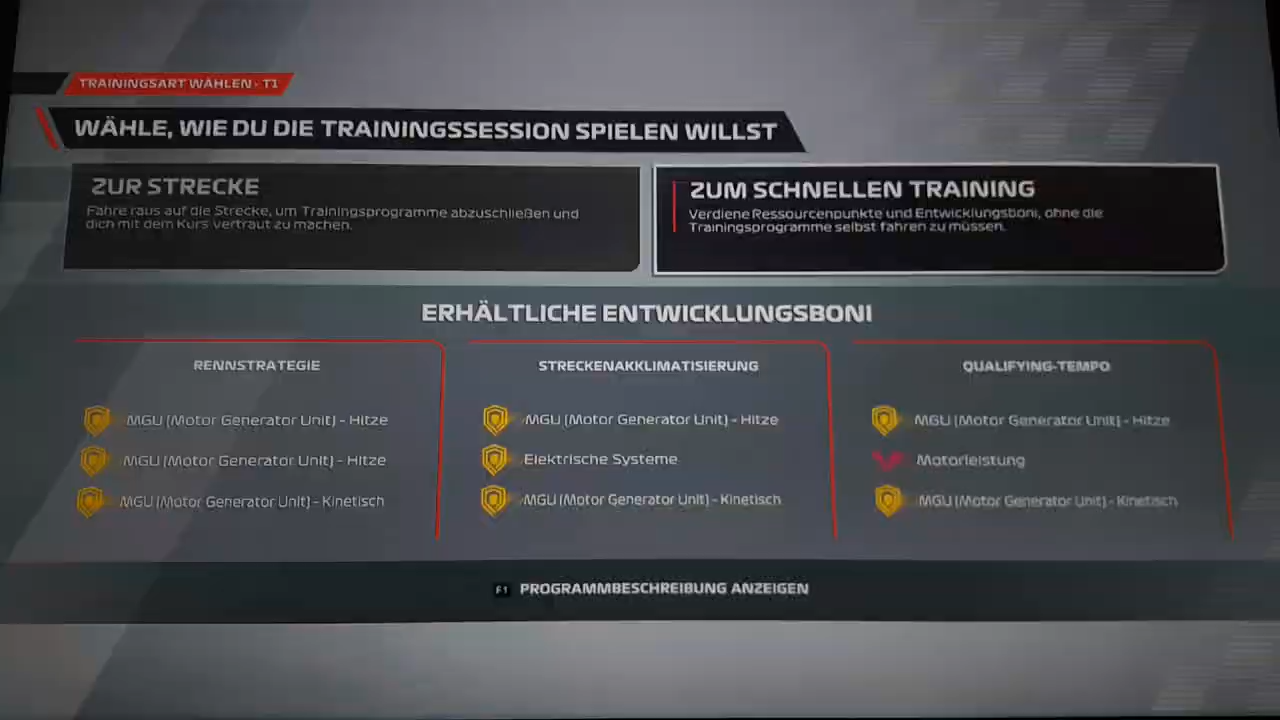 TRAININGSART WÄHLEN - T1
WÄHLE, WIE DU DIE TRAININGSSESSION SPIELEN WILLST
ZUR STRECKE
Fahre raus auf die Strecke, um Trainingsprogramme abzuschließen und
dich mit dem Kurs vertraut zu machen.
ZUM SCHNELLEN TRAINING
Verdiene Ressourcenpunkte und Entwicklungsboni, ohne die
Trainingsprogramme selbst fahren zu müssen.
ERHÄLTLICHE ENTWICKLUNGSBONI
RENNSTRATEGIE
MGU (Motor Generator Unit) - Hitze
MGU (Motor Generator Unit) - Hitze
MGU (Motor Generator Unit) - Kinetisch
STRECKENAKKLIMATISIERUNG
MGU (Motor Generator Unit) - Hitze
Elektrische Systeme
MGU (Motor Generator Unit) - Kinetisch
QUALIFYING-TEMPO
MGU (Motor Generator Unit) - Hitze
Motorleistung
MGU (Motor Generator Unit) - Kinetisch
F1 PROGRAMMBESCHREIBUNG ANZEIGEN